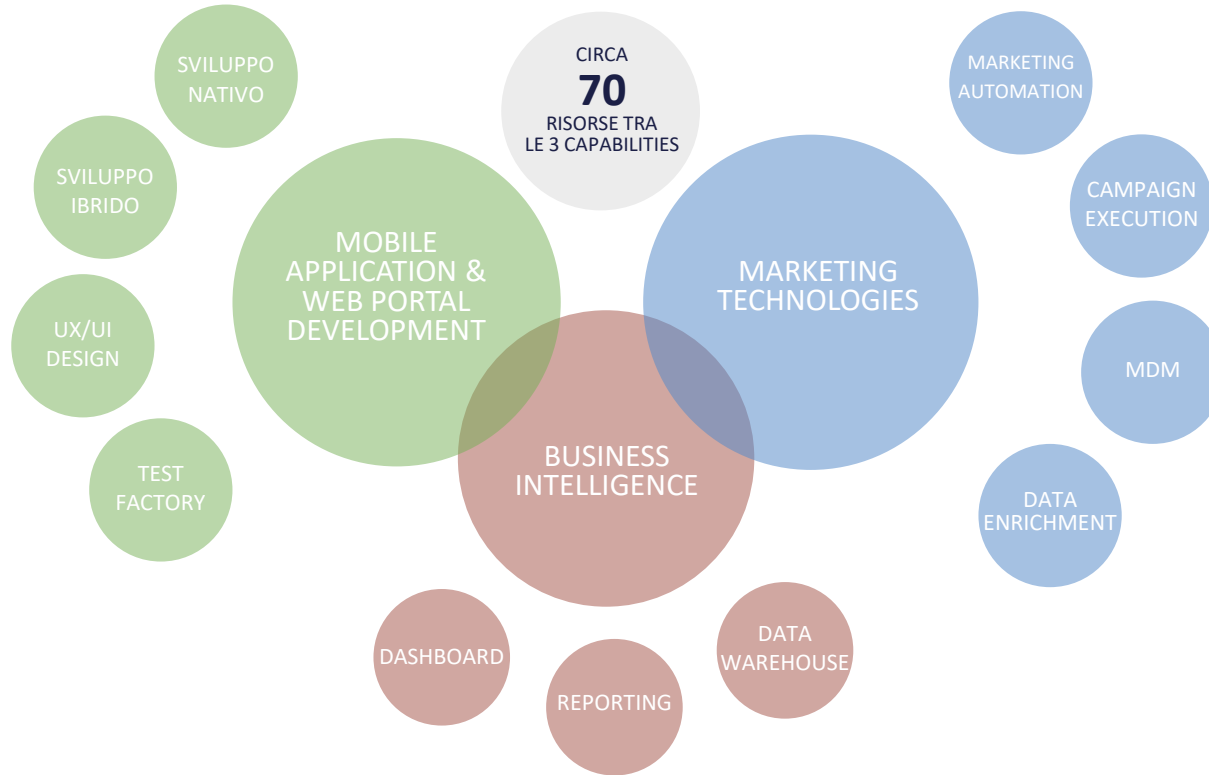 SVILUPPO
NATIVO
CIRCA
70
RISORSE TRA
LE 3 CAPABILITIES
MARKETING
AUTOMATION
SVILUPPO
IBRIDO
CAMPAIGN
EXECUTION
MOBILE
APPLICATION &
WEB PORTAL
DEVELOPMENT
MARKETING
TECHNOLOGIES
UX/UI
DESIGN
MDM
BUSINESS
INTELLIGENCE
TEST
FACTORY
DATA
ENRICHMENT
DASHBOARD
REPORTING
DATA
WAREHOUSE